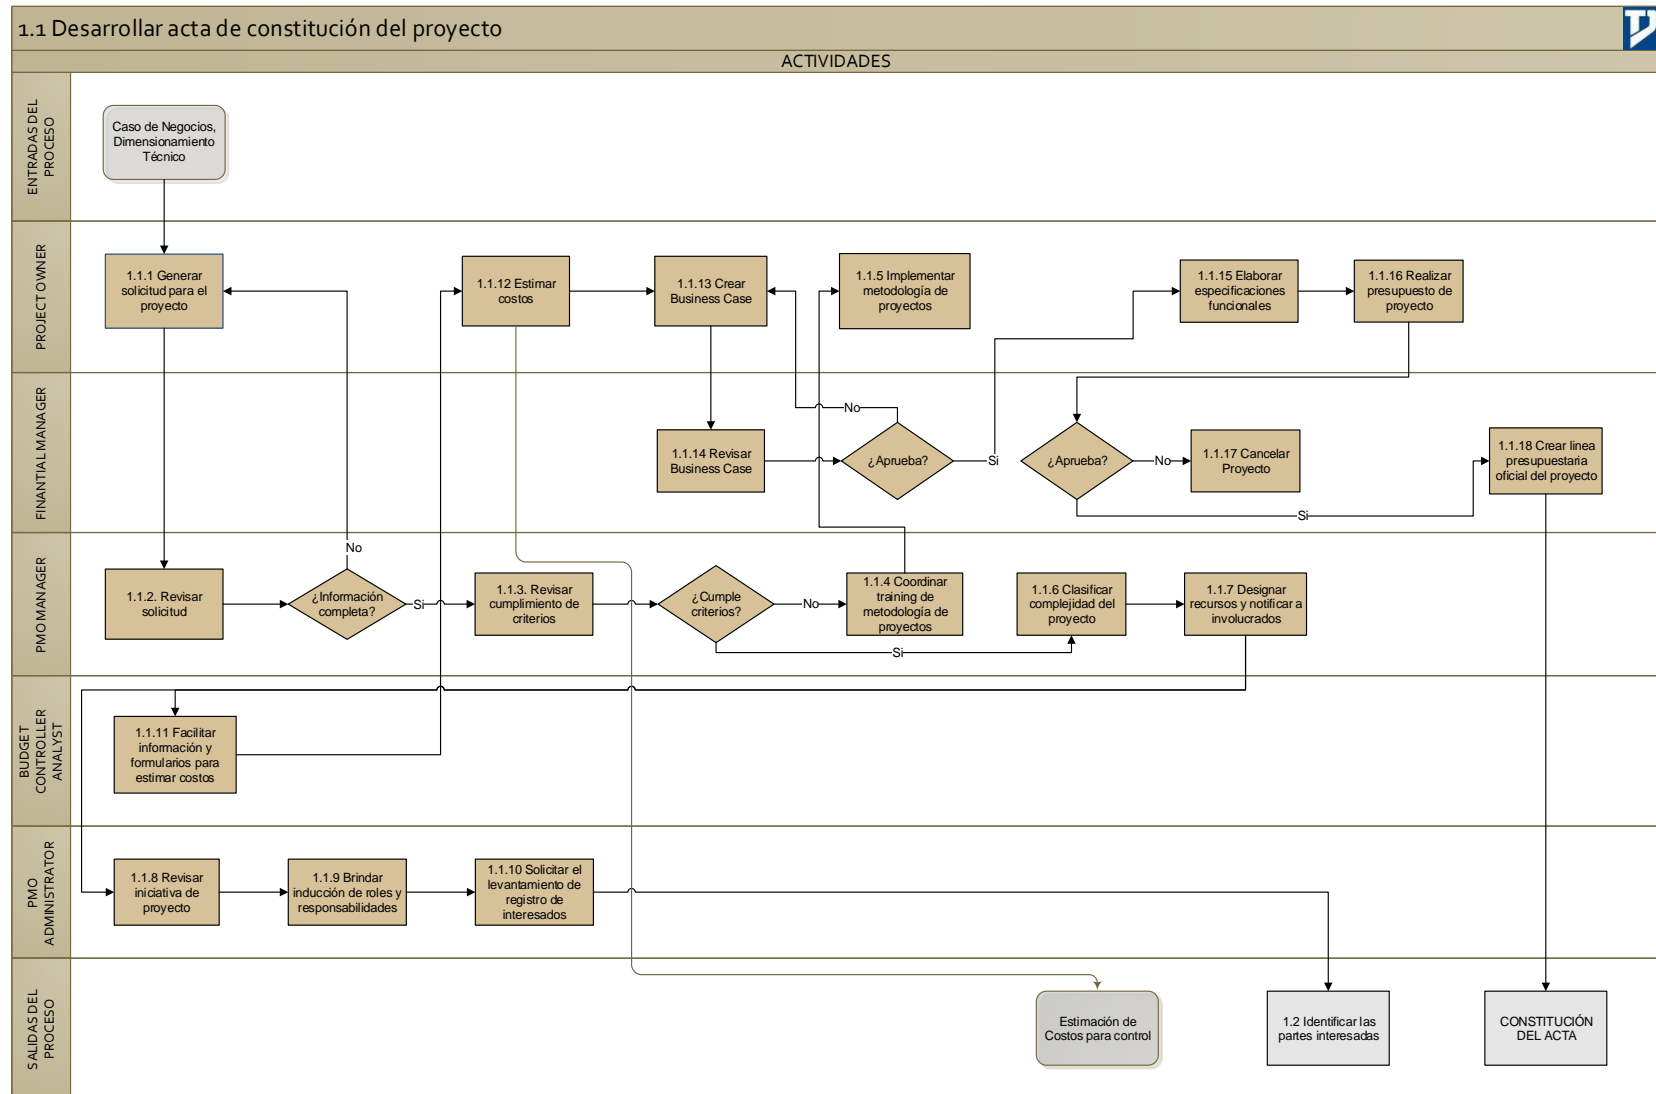 1.1 Desarrollar acta de constitución del proyecto
ACTIVIDADES
ENTRADAS DEL
PROCESO
Caso de Negocios,
Dimensionamiento
Técnico
PROJECT OWNER
1.1.1 Generar
solicitud para el
proyecto
1.1.12 Estimar
costos
1.1.13 Crear
Business Case
1.1.5 Implementar
metodología de
proyectos
1.1.15 Elaborar
especificaciones
funcionales
1.1.16 Realizar
presupuesto de
proyecto
FINANTIAL MANAGER
1.1.14 Revisar
Business Case
¿Aprueba?
No
Si
¿Aprueba?
No
1.1.17 Cancelar
Proyecto
Si
1.1.18 Crear linea
presupuestaria
oficial del proyecto
PMO MANAGER
1.1.2. Revisar
solicitud
No
¿Información
completa?
Si
1.1.3. Revisar
cumplimiento de
criterios
¿Cumple
criterios?
No
1.1.4 Coordinar
training de
metodología de
proyectos
Si
1.1.6 Clasificar
complejidad del
proyecto
1.1.7 Designar
recursos y notificar a
involucrados
BUDGET
CONTROLLER
ANALYST
1.1.11 Facilitar
información y
formularios para
estimar costos
PMO
ADMINISTRATOR
1.1.8 Revisar
iniciativa de
proyecto
1.1.9 Brindar
inducción de roles y
responsabilidades
1.1.10 Solicitar el
levantamiento de
registro de
interesados
SALIDAS DEL
PROCESO
Estimación de
Costos para control
1.2 Identificar las
partes interesadas
CONSTITUCIÓN
DEL ACTA